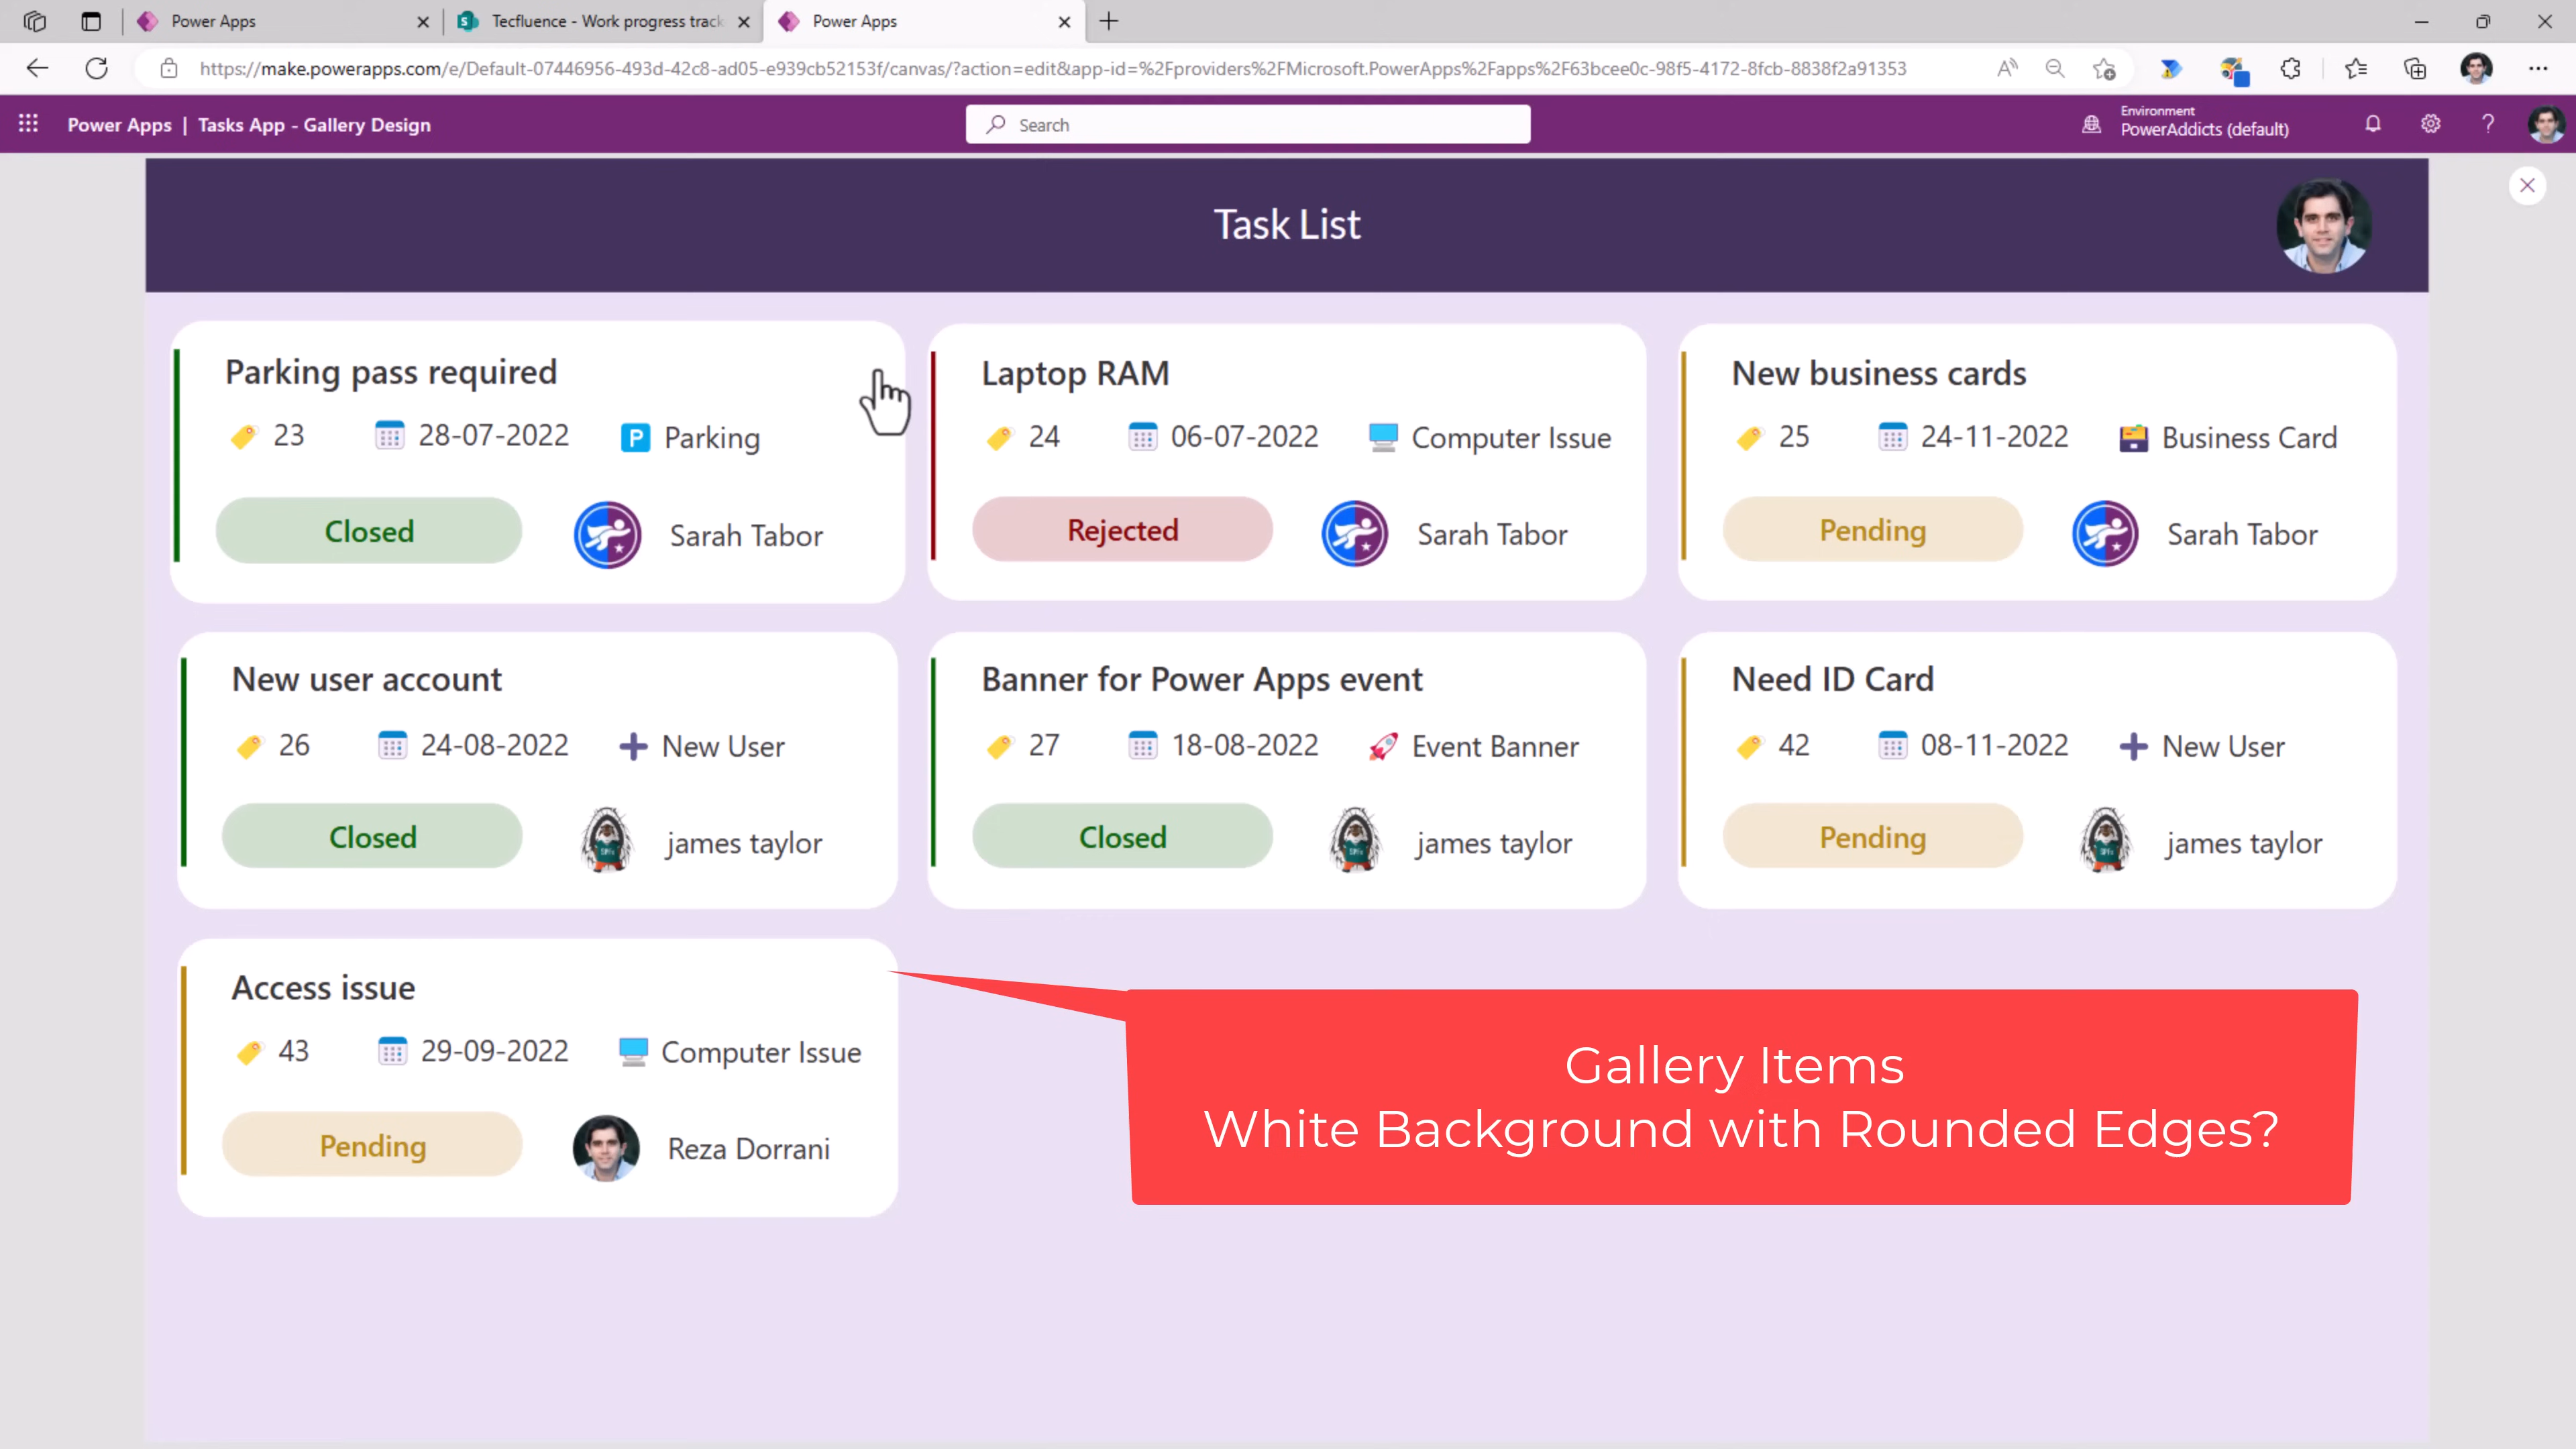 Power Apps
Tecfluence - Work progress track
Power Apps
https://make.powerapps.com/e/Default-07446956-493d-42c8-ad05-e939cb52153f/canvas/?action=edit&app-id=%2Fproviders%2FMicrosoft.PowerApps%2Fapps%2F63bcee0c-98f5-4172-8fcb-8838f2a91353
Power Apps | Tasks App - Gallery Design
Search
Environment
PowerAddicts (default)
Task List
Parking pass required
23 28-07-2022 P Parking
Closed Sarah Tabor
Laptop RAM
24 06-07-2022 Computer Issue
Rejected Sarah Tabor
New business cards
25 24-11-2022 Business Card
Pending Sarah Tabor
New user account
26 24-08-2022 New User
Closed james taylor
Banner for Power Apps event
27 18-08-2022 Event Banner
Closed james taylor
Need ID Card
42 08-11-2022 New User
Pending james taylor
Access issue
43 29-09-2022 Computer Issue
Pending Reza Dorrani
Gallery Items
White Background with Rounded Edges?